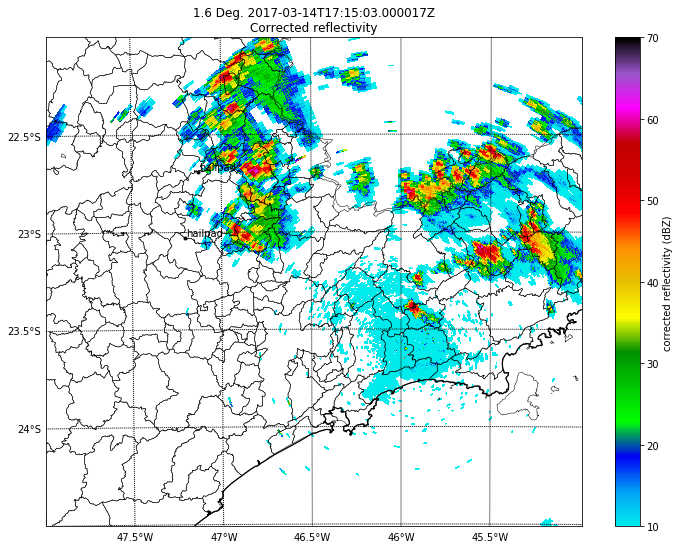 1.6 Deg. 2017-03-14T17:15:03.000017Z
Corrected reflectivity
22.5°S
23°S
23.5°S
24°S
47.5°W
47°W
46.5°W
46°W
45.5°W
hailpad
hailpad
70
60
50
40
30
20
10
corrected reflectivity (dBZ)